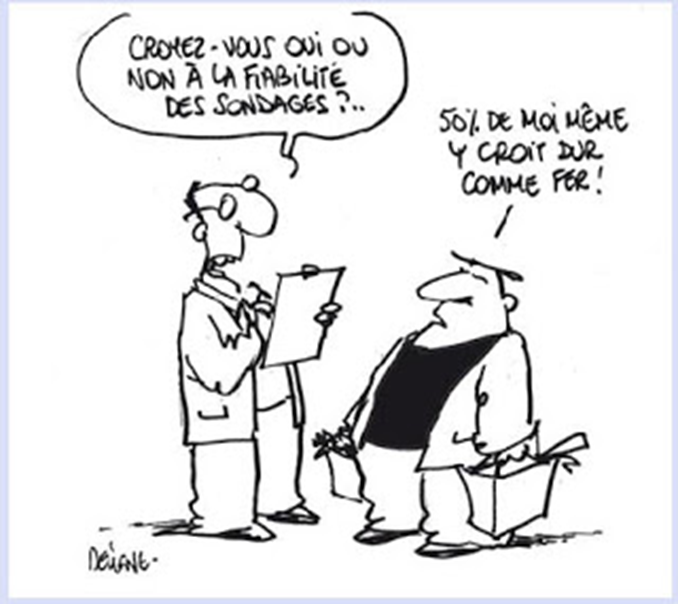 CROYEZ-VOUS OUI OU
NON À LA FIABILITÉ
DES SONDAGES ?..
50% DE MOI MÊME
Y CROIT DUR
COMME FER !